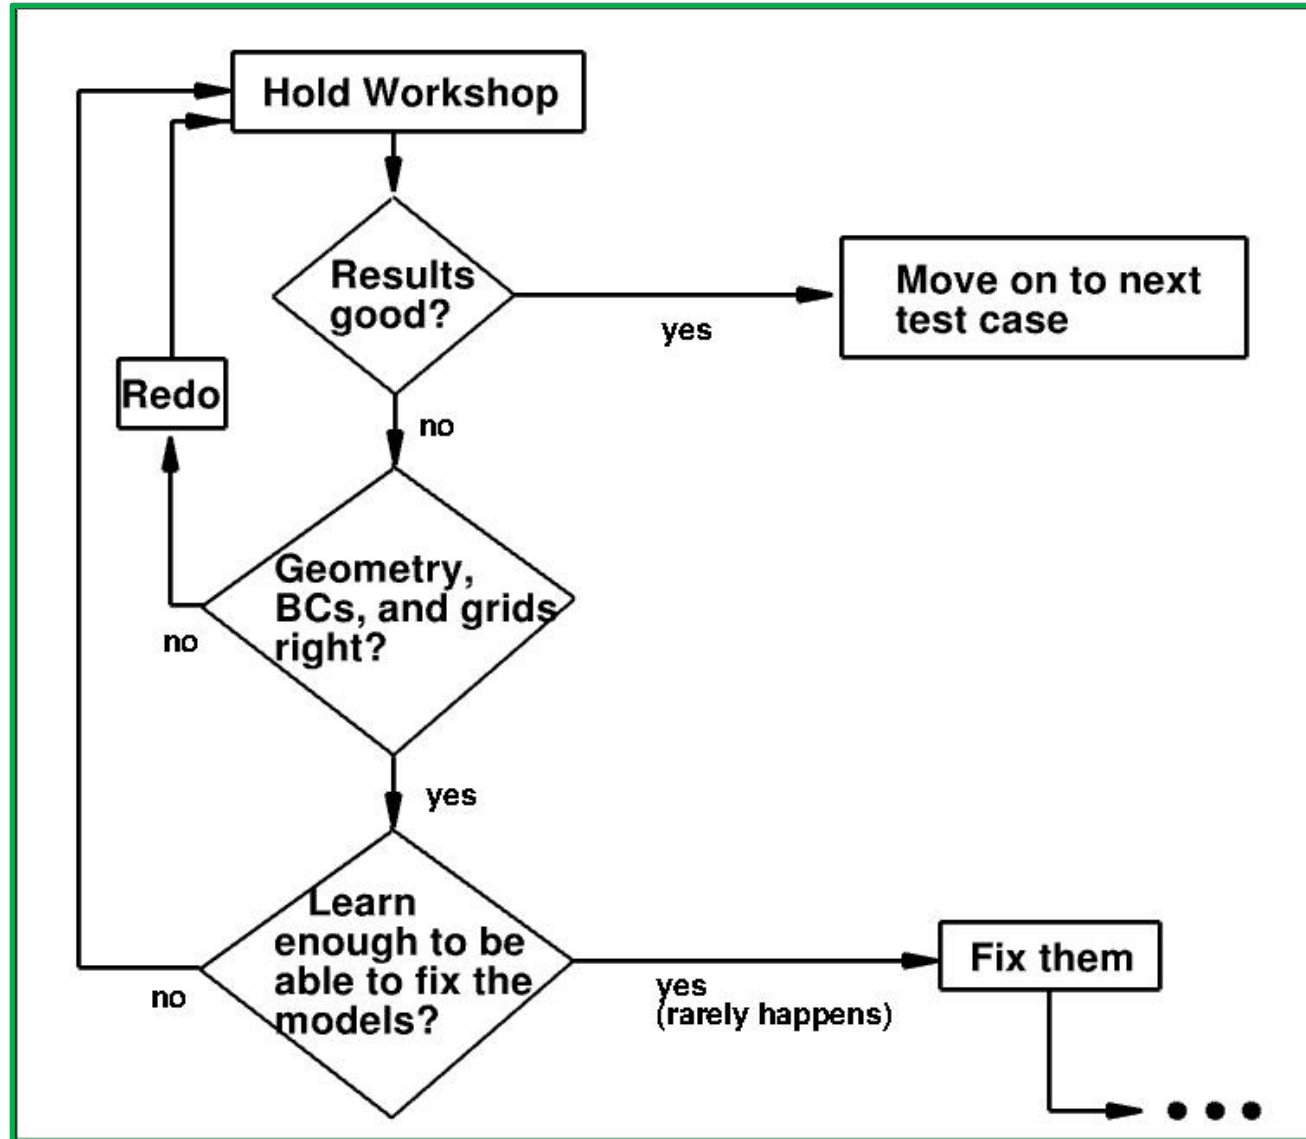 Hold Workshop
Results
good?
yes
Move on to next
test case
Redo
no
Geometry,
BCs, and grids
right?
no
yes
Learn
enough to be
able to fix the
models?
no
yes
(rarely happens)
Fix them